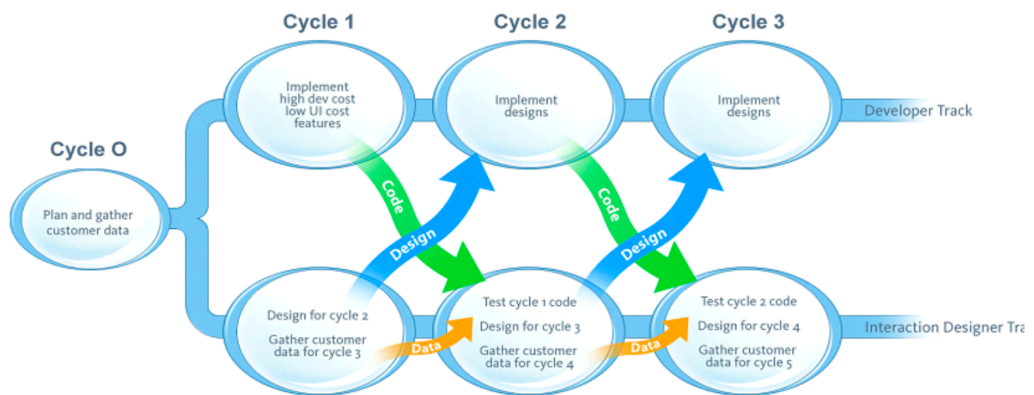 Cycle 1
Cycle 2
Cycle 3
Cycle O
Plan and gather
customer data
Implement
high dev cost
low UI cost
features
Implement
designs
Implement
designs
Developer Track
Code
Design
Code
Design
Design for cycle 2
Gather customer
data for cycle 3
Data
Test cycle 1 code
Design for cycle 3
Gather customer
data for cycle 4
Data
Test cycle 2 code
Design for cycle 4
Gather customer
data for cycle 5
Interaction Designer Tra